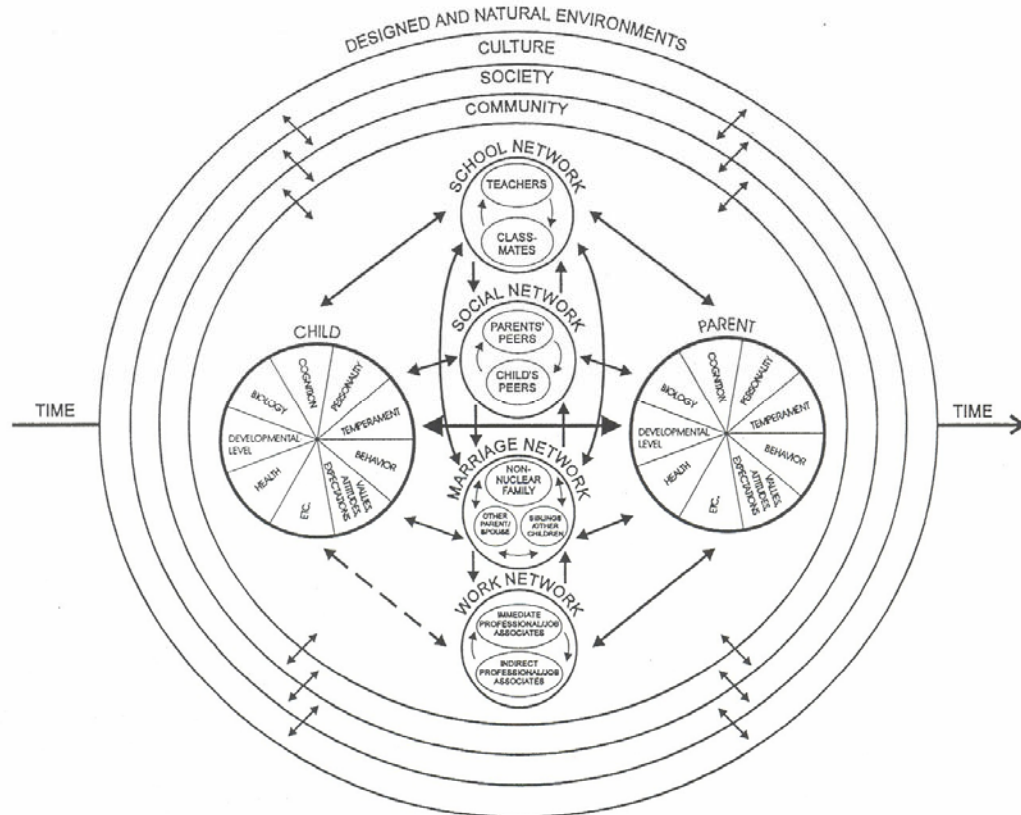 DESIGNED AND NATURAL ENVIRONMENTS
CULTURE
SOCIETY
COMMUNITY
SCHOOL NETWORK
TEACHERS
CLASS-
MATES
SOCIAL NETWORK
PARENTS'
PEERS
CHILD'S
PEERS
CHILD
COGNITION
PERSONALITY
BIOLOGY
TEMPERAMENT
DEVELOPMENTAL
LEVEL
BEHAVIOR
HEALTH
VALUES,
ATTITUDES,
EXPECTATIONS
ETC.
PARENT
COGNITION
PERSONALITY
BIOLOGY
TEMPERAMENT
DEVELOPMENTAL
LEVEL
BEHAVIOR
HEALTH
VALUES,
ATTITUDES,
EXPECTATIONS
ETC.
TIME
TIME
MARRIAGE NETWORK
NON-
NUCLEAR
FAMILY
OTHER
PARENT/
SPOUSE
SIBLINGS
/OTHER
CHILDREN
WORK NETWORK
IMMEDIATE
PROFESSIONAL/JOB
ASSOCIATES
INDIRECT
PROFESSIONAL/JOB
ASSOCIATES